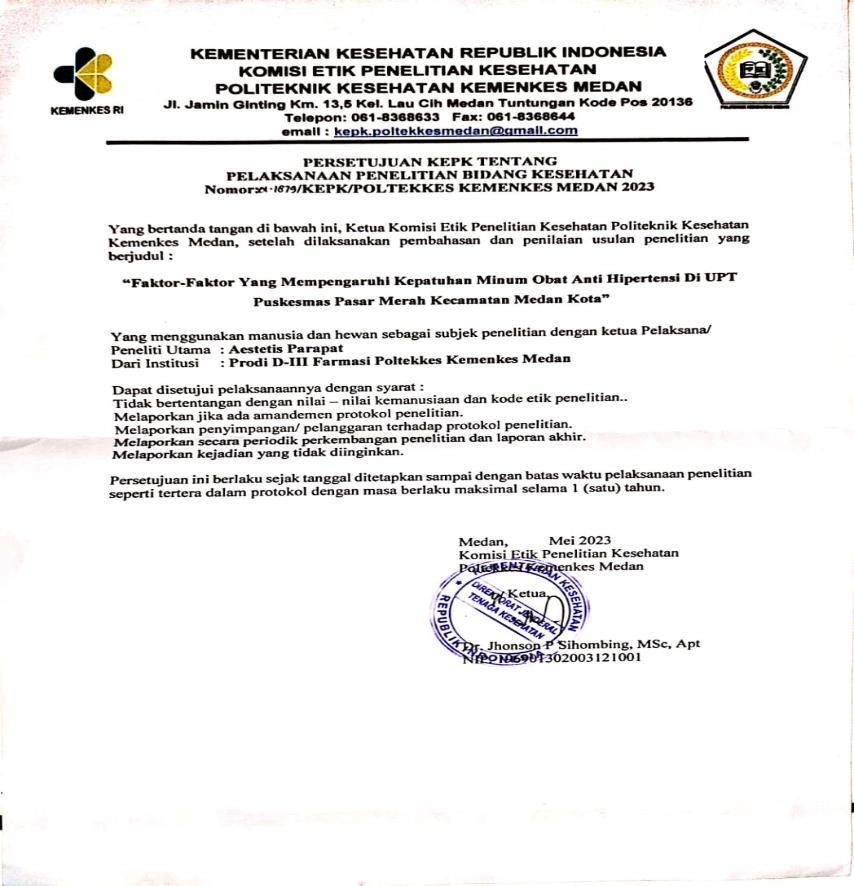 KEMENTERIAN KESEHATAN REPUBLIK INDONESIA
KOMISI ETIK PENELITIAN KESEHATAN
POLITEKNIK KESEHATAN KEMENKES MEDAN
Jl. Jamin Ginting Km. 13,5 Kel. Lau Cih Medan Tuntungan Kode Pos 20136
Telepon: 061-8368633 Fax: 061-8368644
email : kepk.poltekkesmedan@gmail.com
KEMENKES RI
PERSETUJUAN KEPK TENTANG
PELAKSANAAN PENELITIAN BIDANG KESEHATAN
Nomor: 1879/KEPK/POLTEKKES KEMENKES MEDAN 2023
Yang bertanda tangan di bawah ini, Ketua Komisi Etik Penelitian Kesehatan Politeknik Kesehatan
Kemenkes Medan, setelah dilaksanakan pembahasan dan penilaian usulan penelitian yang
berjudul :
“Faktor-Faktor Yang Mempengaruhi Kepatuhan Minum Obat Anti Hipertensi Di UPT
Puskesmas Pasar Merah Kecamatan Medan Kota”
Yang menggunakan manusia dan hewan sebagai subjek penelitian dengan ketua Pelaksana/
Peneliti Utama : Aestetis Parapat
Dari Institusi : Prodi D-III Farmasi Poltekkes Kemenkes Medan
Dapat disetujui pelaksanaannya dengan syarat :
Tidak bertentangan dengan nilai – nilai kemanusiaan dan kode etik penelitian..
Melaporkan jika ada amandemen protokol penelitian.
Melaporkan penyimpangan/ pelanggaran terhadap protokol penelitian.
Melaporkan secara periodik perkembangan penelitian dan laporan akhir.
Melaporkan kejadian yang tidak diinginkan.
Persetujuan ini berlaku sejak tanggal ditetapkan sampai dengan batas waktu pelaksanaan penelitian
seperti tertera dalam protokol dengan masa berlaku maksimal selama 1 (satu) tahun.
Medan, Mei 2023
Komisi Etik Penelitian Kesehatan
Poltekkes Kemenkes Medan
Ketua,
KEMENTERIAN KESEHATAN
DIREKTORAT JENDERAL
TENAGA KESEHATAN
REPUBLIK INDONESIA
Dr. Jhonson P Sihombing, MSc, Apt
NIP.